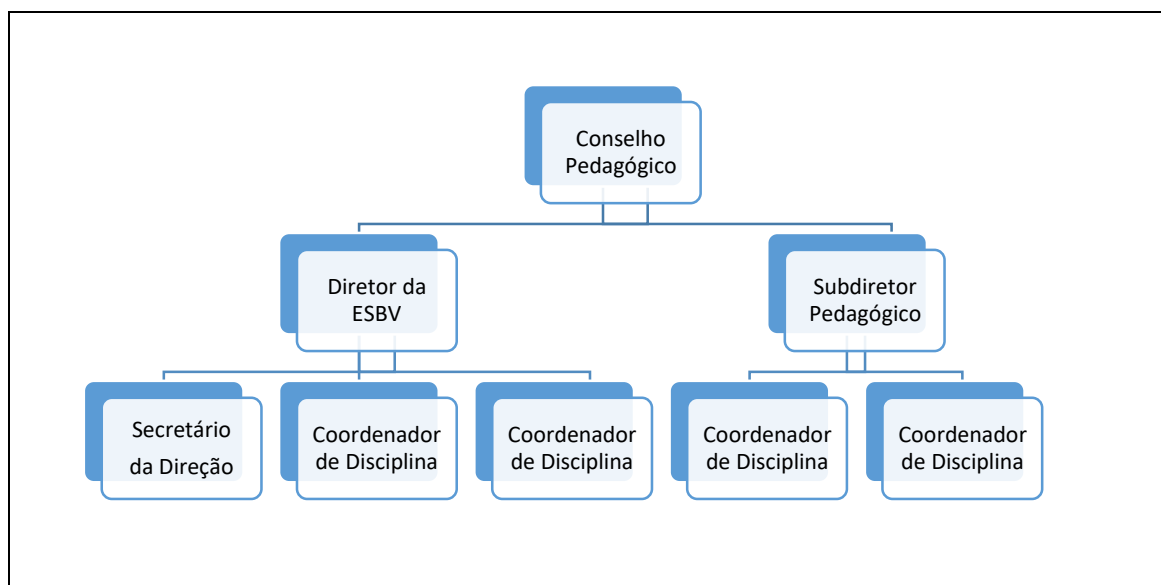 Conselho
Pedagógico
Diretor da
ESBV
Subdiretor
Pedagógico
Secretário
da Direção
Coordenador
de Disciplina
Coordenador
de Disciplina
Coordenador
de Disciplina
Coordenador
de Disciplina